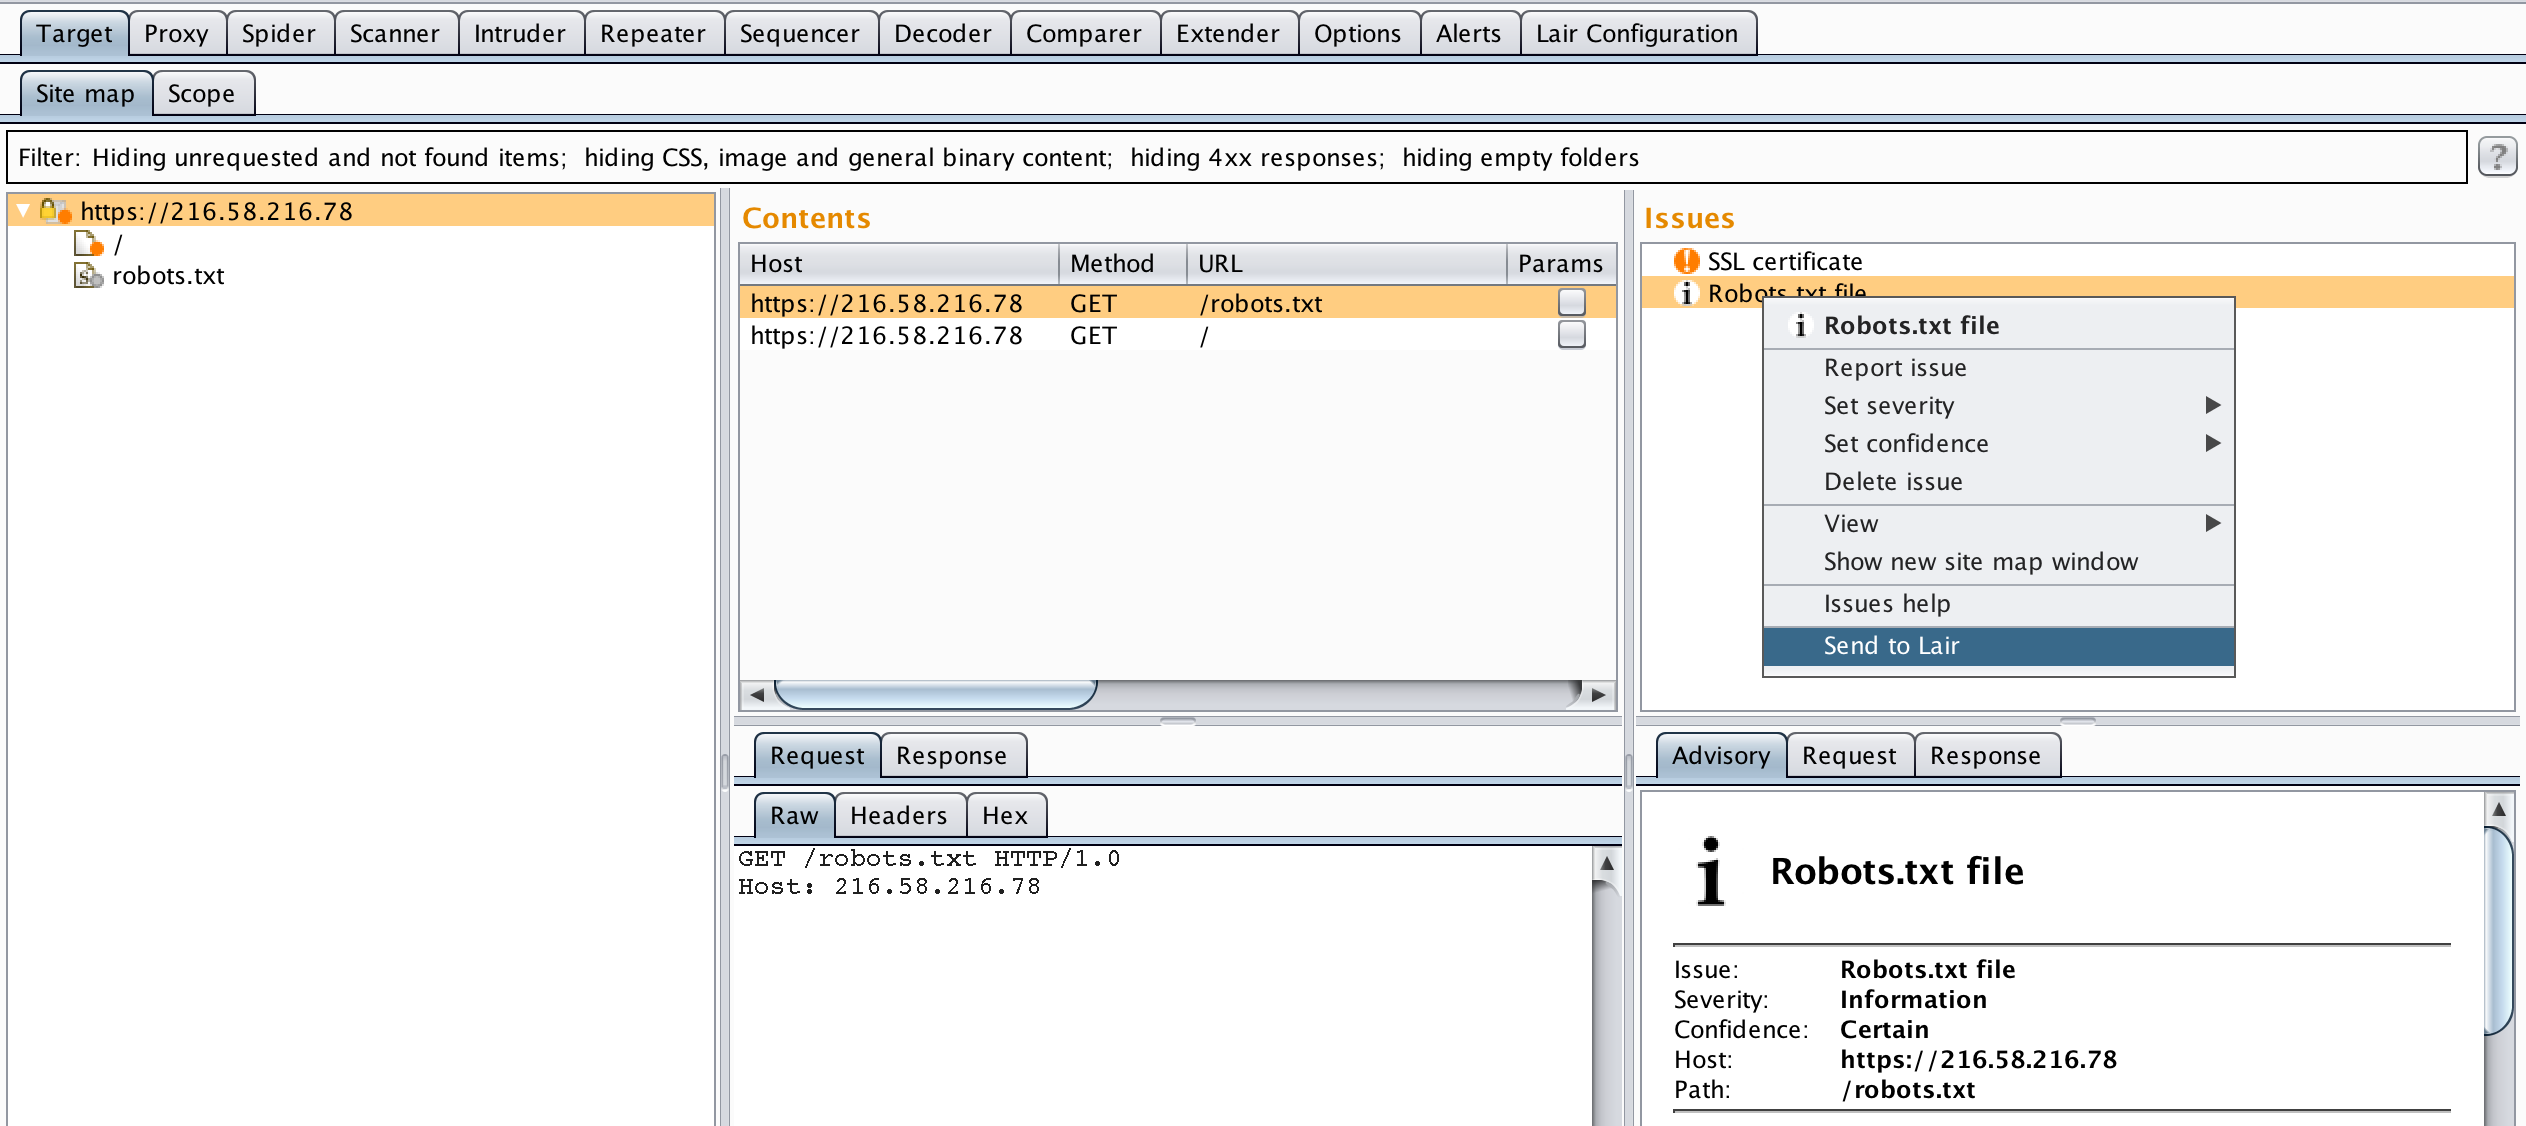 Target Proxy Spider Scanner Intruder Repeater Sequencer Decoder Comparer Extender Options Alerts Lair Configuration
Site map Scope
Filter: Hiding unrequested and not found items; hiding CSS, image and general binary content; hiding 4xx responses; hiding empty folders ?
https://216.58.216.78
/
robots.txt
Contents
Host Method URL Params
https://216.58.216.78 GET /robots.txt
https://216.58.216.78 GET /
Request Response
Raw Headers Hex
GET /robots.txt HTTP/1.0
Host: 216.58.216.78
Issues
SSL certificate
Robots.txt file
Robots.txt file
Report issue
Set severity
Set confidence
Delete issue
View
Show new site map window
Issues help
Send to Lair
Advisory Request Response
Robots.txt file
Issue: Robots.txt file
Severity: Information
Confidence: Certain
Host: https://216.58.216.78
Path: /robots.txt